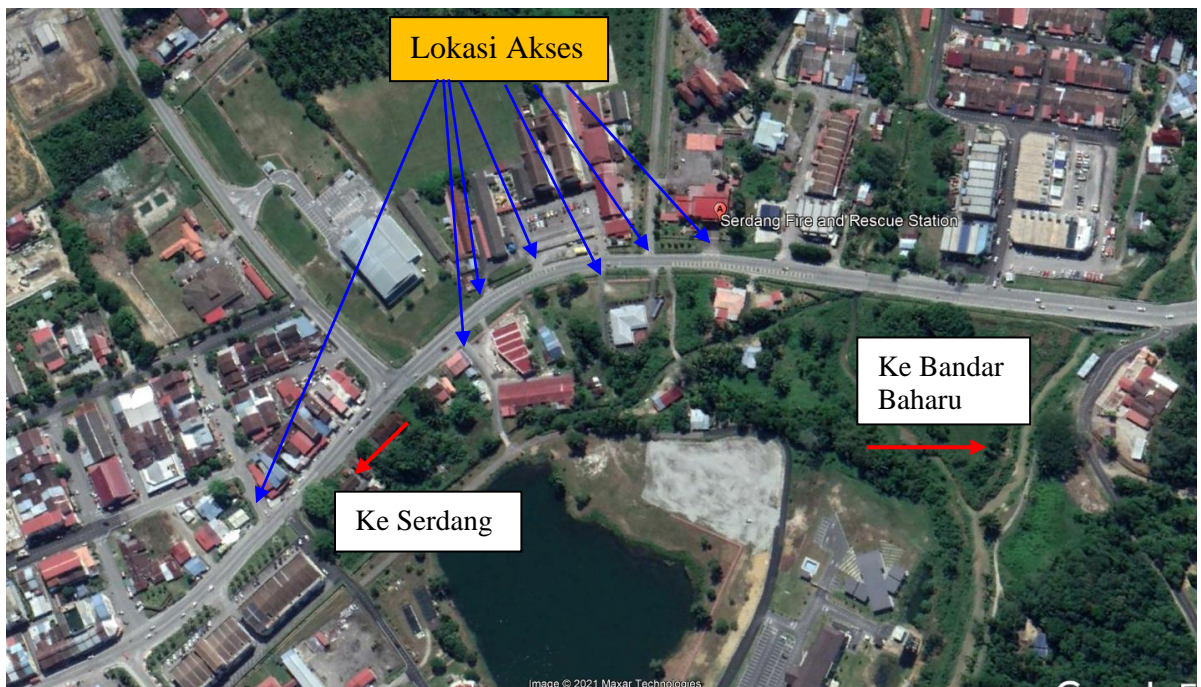 Lokasi Akses
Serdang Fire and Rescue Station
Ke Bandar
Baharu
Ke Serdang
Image © 2021 Maxar Technologies